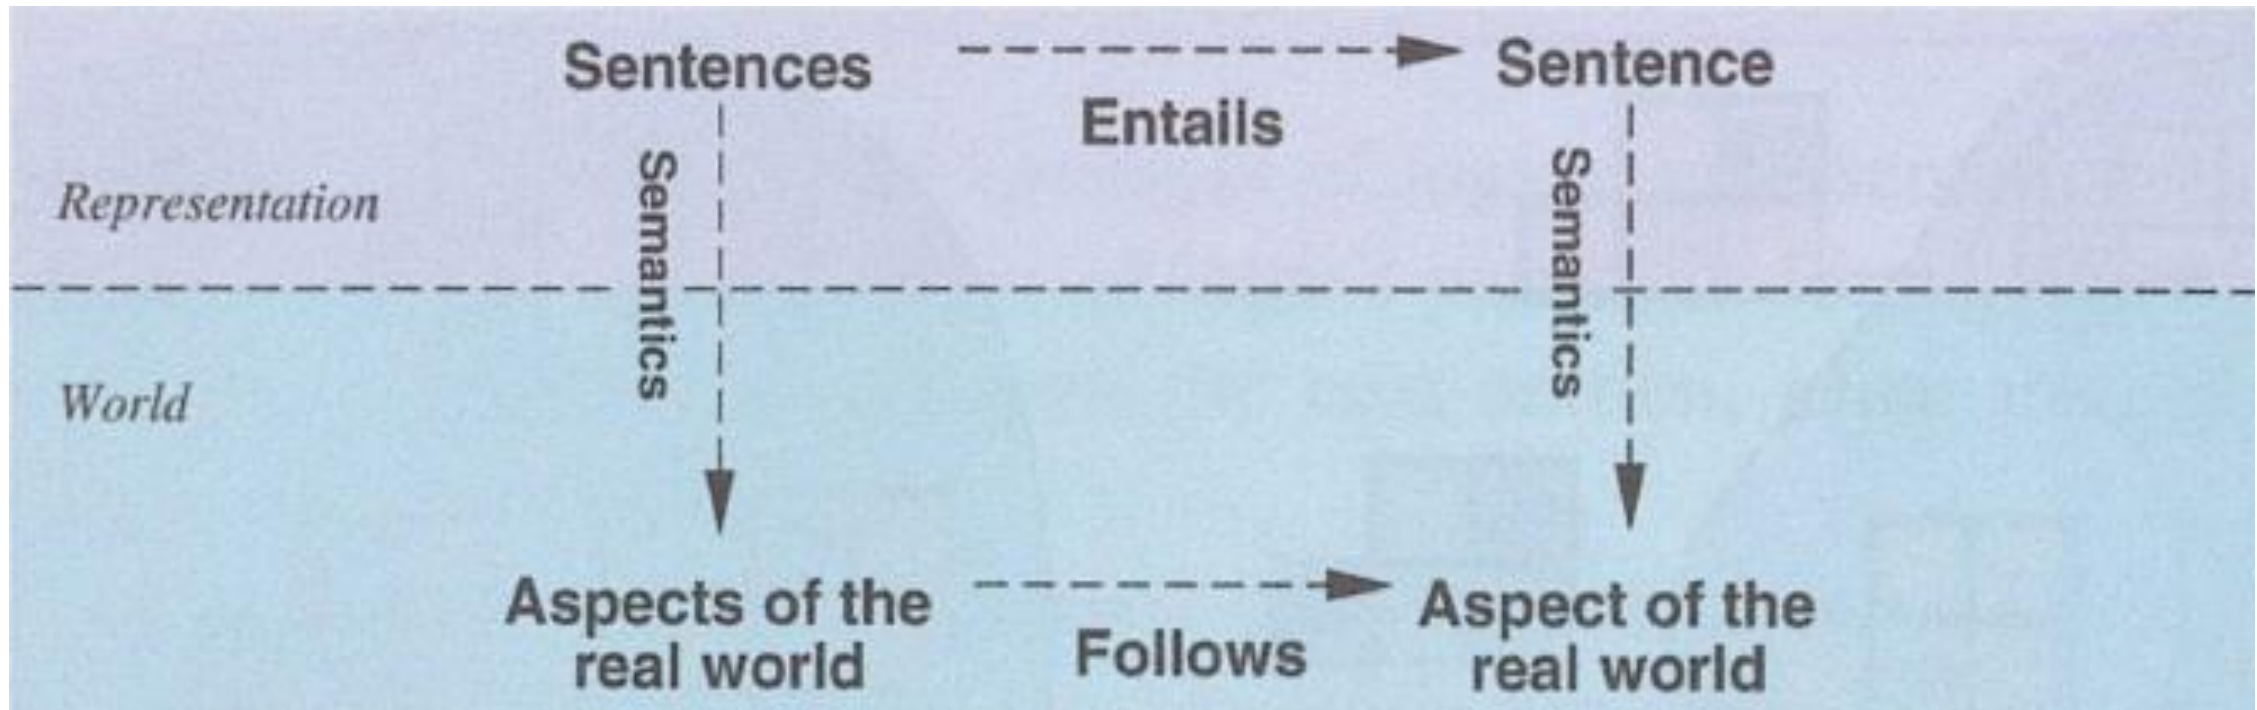 Sentences
Sentence
Entails
Semantics
Semantics
Representation
World
Aspects of the
real world
Follows
Aspect of the
real world